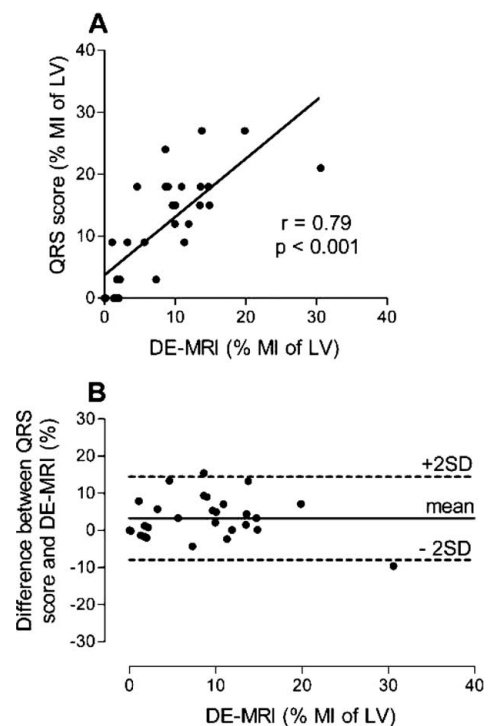 A
QRS score (% MI of LV)
40
30
20
10
0
r = 0.79
p < 0.001
0 10 20 30 40
DE-MRI (% MI of LV)
B
Difference between QRS
score and DE-MRI (%)
30
20
10
0
-10
-20
-30
+2SD
mean
- 2SD
0 10 20 30 40
DE-MRI (% MI of LV)